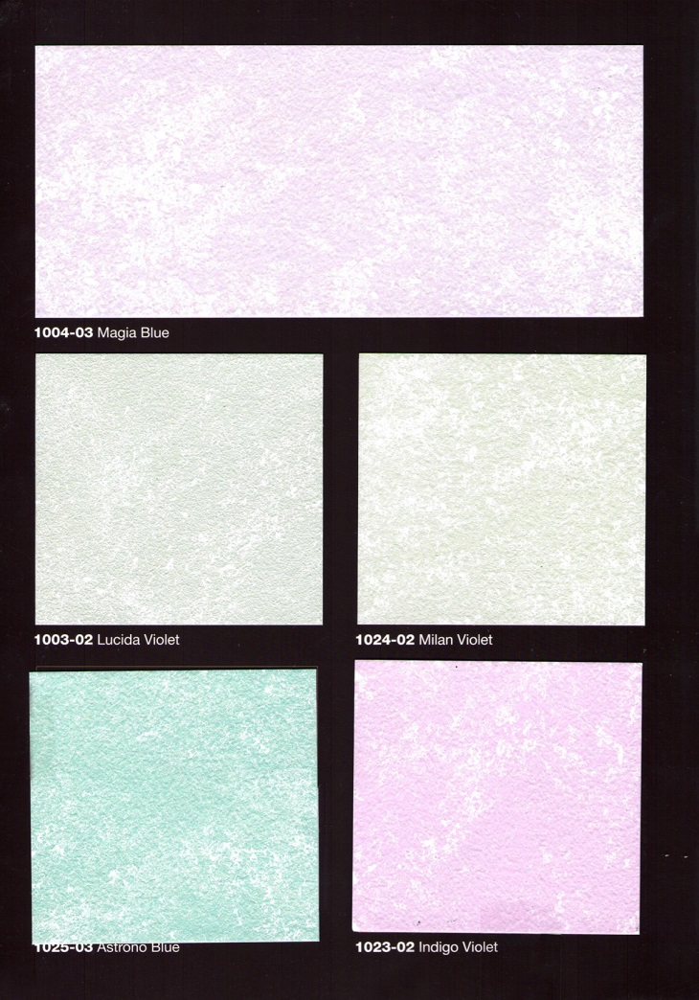 1004-03 Magia Blue
1003-02 Lucida Violet
1024-02 Milan Violet
1025-03 Astrono Blue
1023-02 Indigo Violet